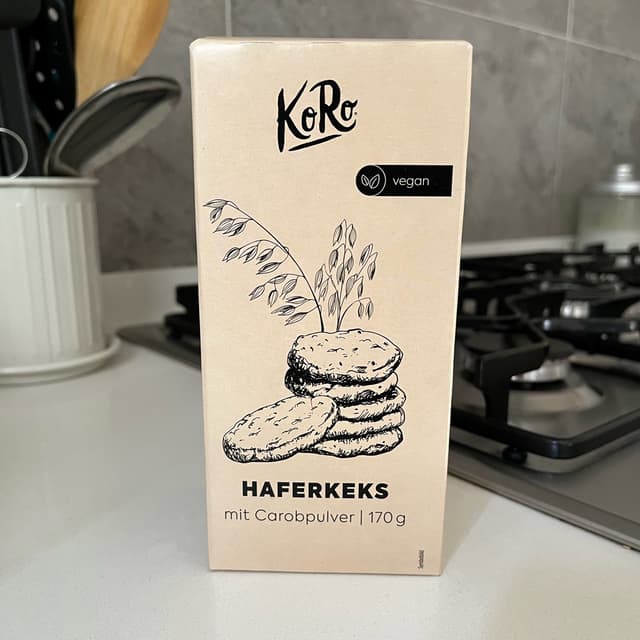 KoRo
vegan
HAFERKEKS
mit Carobpulver | 170 g